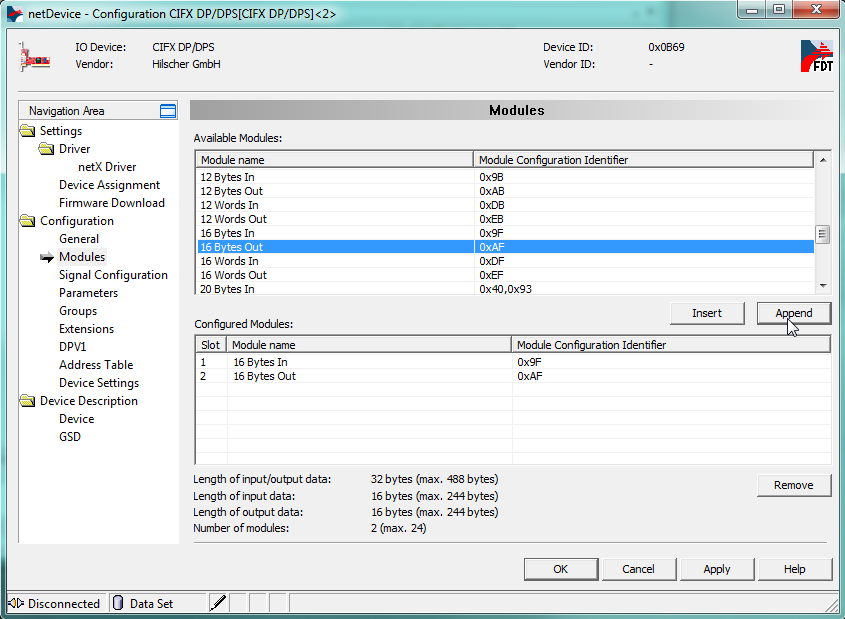 netDevice - Configuration CIFX DP/DPS[CIFX DP/DPS]<2>
IO Device: CIFX DP/DPS Device ID: 0x0B69
Vendor: Hilscher GmbH Vendor ID: -
FDT
Navigation Area
Settings
Driver
netX Driver
Device Assignment
Firmware Download
Configuration
General
Modules
Signal Configuration
Parameters
Groups
Extensions
DPV1
Address Table
Device Settings
Device Description
Device
GSD
Modules
Available Modules:
Module name Module Configuration Identifier
12 Bytes In 0x9B
12 Bytes Out 0xAB
12 Words In 0xDB
12 Words Out 0xEB
16 Bytes In 0x9F
16 Bytes Out 0xAF
16 Words In 0xDF
16 Words Out 0xEF
20 Bytes In 0x40,0x93
Insert Append
Configured Modules:
Slot Module name Module Configuration Identifier
1 16 Bytes In 0x9F
2 16 Bytes Out 0xAF
Length of input/output data: 32 bytes (max. 488 bytes)
Length of input data: 16 bytes (max. 244 bytes)
Length of output data: 16 bytes (max. 244 bytes)
Number of modules: 2 (max. 24)
Remove
OK Cancel Apply Help
Disconnected Data Set